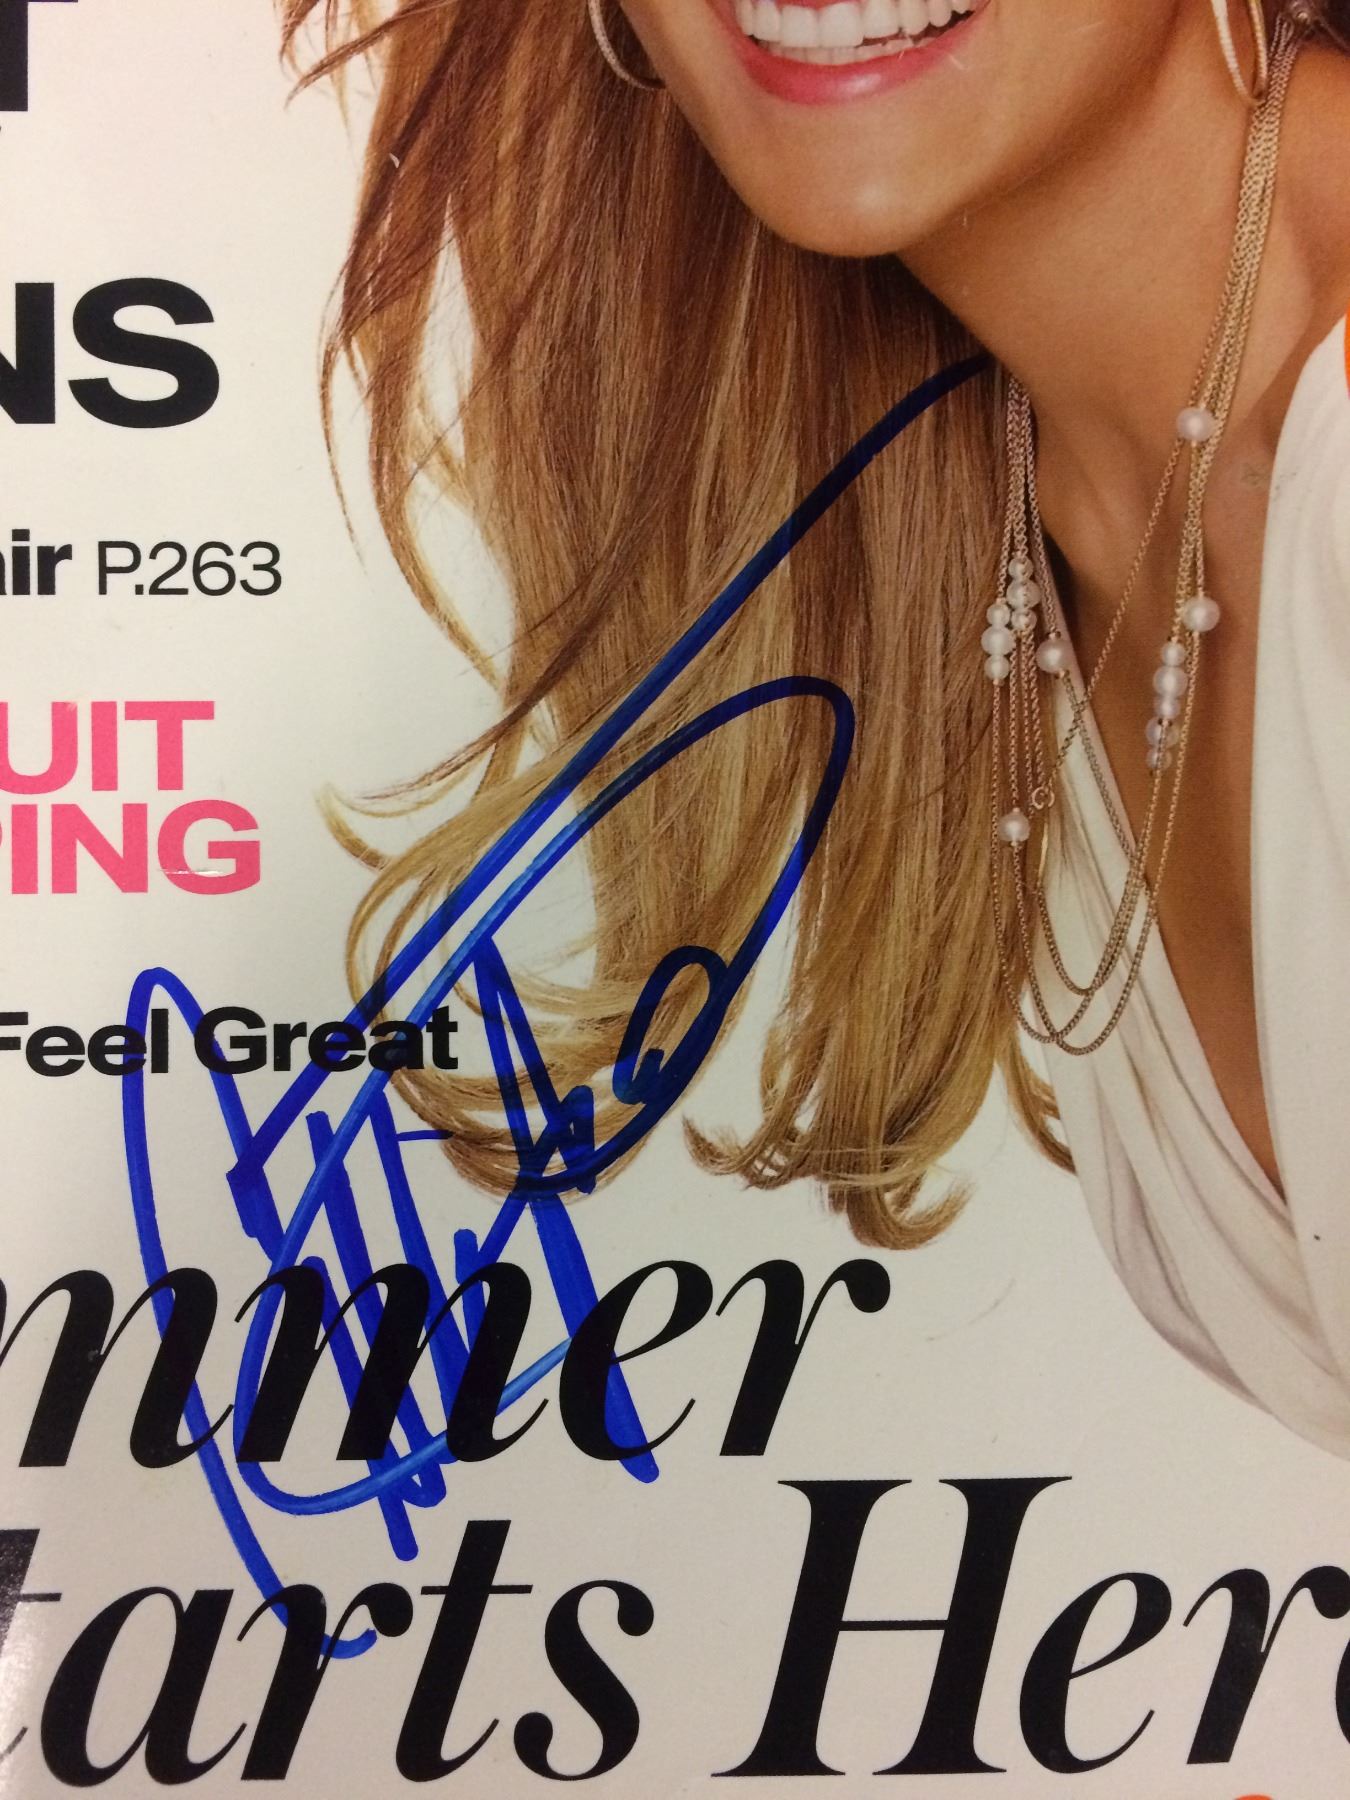 NS
air P.263
UIT
PING
Feel Great
mmer
tarts Here